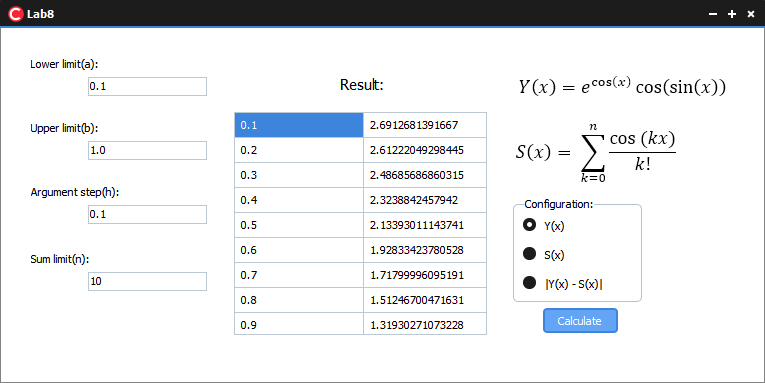 Lab8
Lower limit(a):
0.1
Upper limit(b):
1.0
Argument step(h):
0.1
Sum limit(n):
10
Result:
0.1 2.6912681391667
0.2 2.61222049298445
0.3 2.48685686860315
0.4 2.3238842457942
0.5 2.13393011143741
0.6 1.92833423780528
0.7 1.71799996095191
0.8 1.51246700471631
0.9 1.31930271073228
Y(x) = e^cos(x) cos(sin(x))
S(x) = ∑_{k=0}^{n} cos (kx) / k!
Configuration:
Y(x)
S(x)
|Y(x) - S(x)|
Calculate